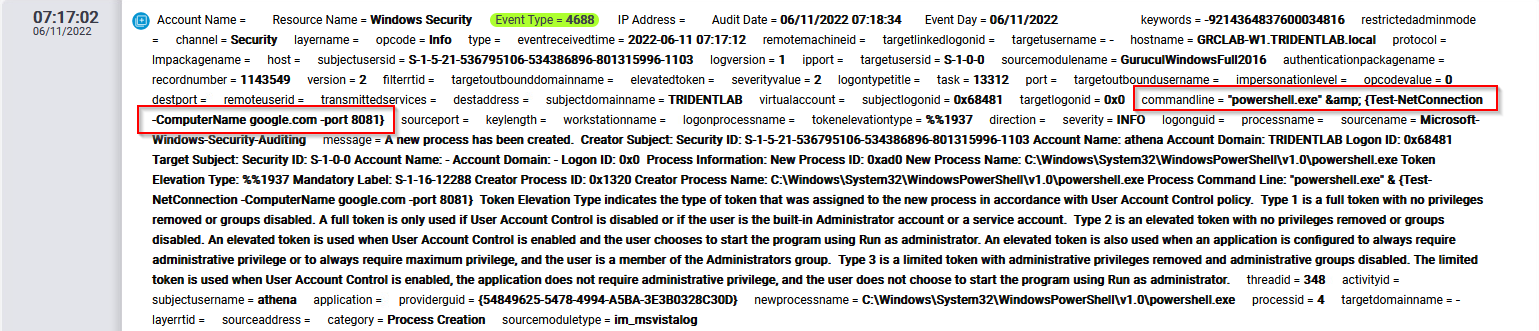 07:17:02
06/11/2022
Account Name = Resource Name = Windows Security Event Type = 4688 IP Address = Audit Date = 06/11/2022 07:18:34 Event Day = 06/11/2022 keywords = -9214364837600034816 restrictedadminmode
= channel = Security layername = opcode = Info type = eventreceivedtime = 2022-06-11 07:17:12 remotemachineid = targetlinkedlogonid = targetusername = - hostname = GRCLAB-W1.TRIDENTLAB.local protocol =
lmpackagename = host = subjectusersid = S-1-5-21-536795106-534386896-801315996-1103 logversion = 1 ipport = targetusersid = S-1-0-0 sourcemodulename = GuruculWindowsFull2016 authenticationpackagename =
recordnumber = 1143549 version = 2 filterrtid = targetoutbounddomainname = elevatedtoken = severityvalue = 2 logontypetitle = task = 13312 port = targetoutboundusername = impersonationlevel = opcodevalue = 0
destport = remoteuserid = transmittedservices = destaddress = subjectdomainname = TRIDENTLAB virtualaccount = subjectlogonid = 0x68481 targetlogonid = 0x0 commandline = "powershell.exe" &amp; {Test-NetConnection
-ComputerName google.com -port 8081} sourceport = keylength = workstationname = logonprocessname = tokenelevationtype = %%1937 direction = severity = INFO logonguid = processname = sourcename = Microsoft-
Windows-Security-Auditing message = A new process has been created. Creator Subject: Security ID: S-1-5-21-536795106-534386896-801315996-1103 Account Name: athena Account Domain: TRIDENTLAB Logon ID: 0x68481
Target Subject: Security ID: S-1-0-0 Account Name: - Account Domain: - Logon ID: 0x0 Process Information: New Process ID: 0xad0 New Process Name: C:\Windows\System32\WindowsPowerShell\v1.0\powershell.exe Token
Elevation Type: %%1937 Mandatory Label: S-1-16-12288 Creator Process ID: 0x1320 Creator Process Name: C:\Windows\System32\WindowsPowerShell\v1.0\powershell.exe Process Command Line: "powershell.exe" & {Test-
NetConnection -ComputerName google.com -port 8081} Token Elevation Type indicates the type of token that was assigned to the new process in accordance with User Account Control policy. Type 1 is a full token with no privileges
removed or groups disabled. A full token is only used if User Account Control is disabled or if the user is the built-in Administrator account or a service account. Type 2 is an elevated token with no privileges removed or groups
disabled. An elevated token is used when User Account Control is enabled and the user chooses to start the program using Run as administrator. An elevated token is also used when an application is configured to always require
administrative privilege or to always require maximum privilege, and the user is a member of the Administrators group. Type 3 is a limited token with administrative privileges removed and administrative groups disabled. The limited
token is used when User Account Control is enabled, the application does not require administrative privilege, and the user does not choose to start the program using Run as administrator. threadid = 348 activityid =
subjectusername = athena application = providerguid = {54849625-5478-4994-A5BA-3E3B0328C30D} newprocessname = C:\Windows\System32\WindowsPowerShell\v1.0\powershell.exe processid = 4 targetdomainname = -
layerrtid = sourceaddress = category = Process Creation sourcemoduletype = im_msvistalog